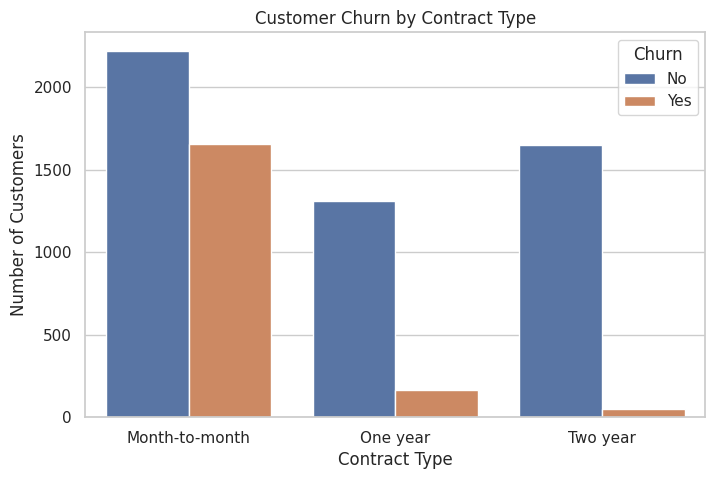 Customer Churn by Contract Type
Churn
No
Yes
Number of Customers
2000
1500
1000
500
0
Month-to-month
One year
Two year
Contract Type